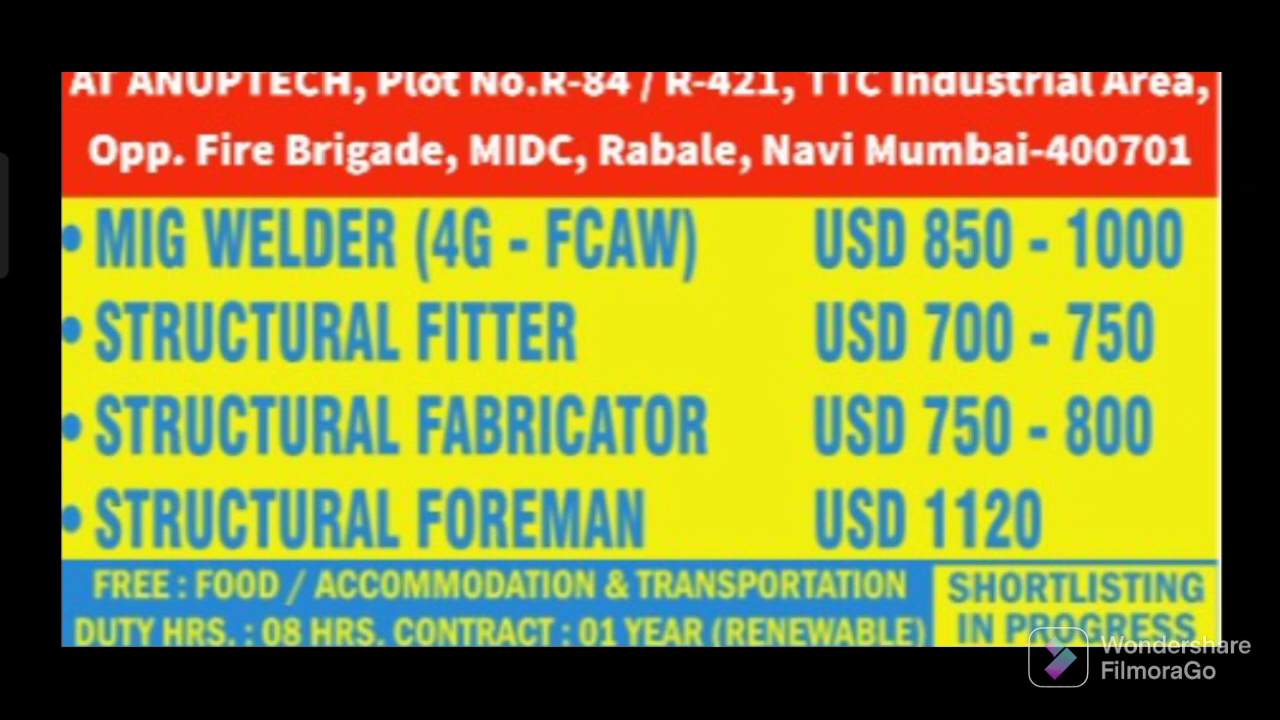 AT ANUPTECH, Plot No.R-84 / R-421, TTC Industrial Area,
Opp. Fire Brigade, MIDC, Rabale, Navi Mumbai-400701
• MIG WELDER (4G - FCAW) USD 850 - 1000
• STRUCTURAL FITTER USD 700 - 750
• STRUCTURAL FABRICATOR USD 750 - 800
• STRUCTURAL FOREMAN USD 1120
FREE : FOOD / ACCOMMODATION & TRANSPORTATION
DUTY HRS. : 08 HRS. CONTRACT : 01 YEAR (RENEWABLE)
SHORTLISTING
IN PROGRESS
Wondershare
FilmoraGo